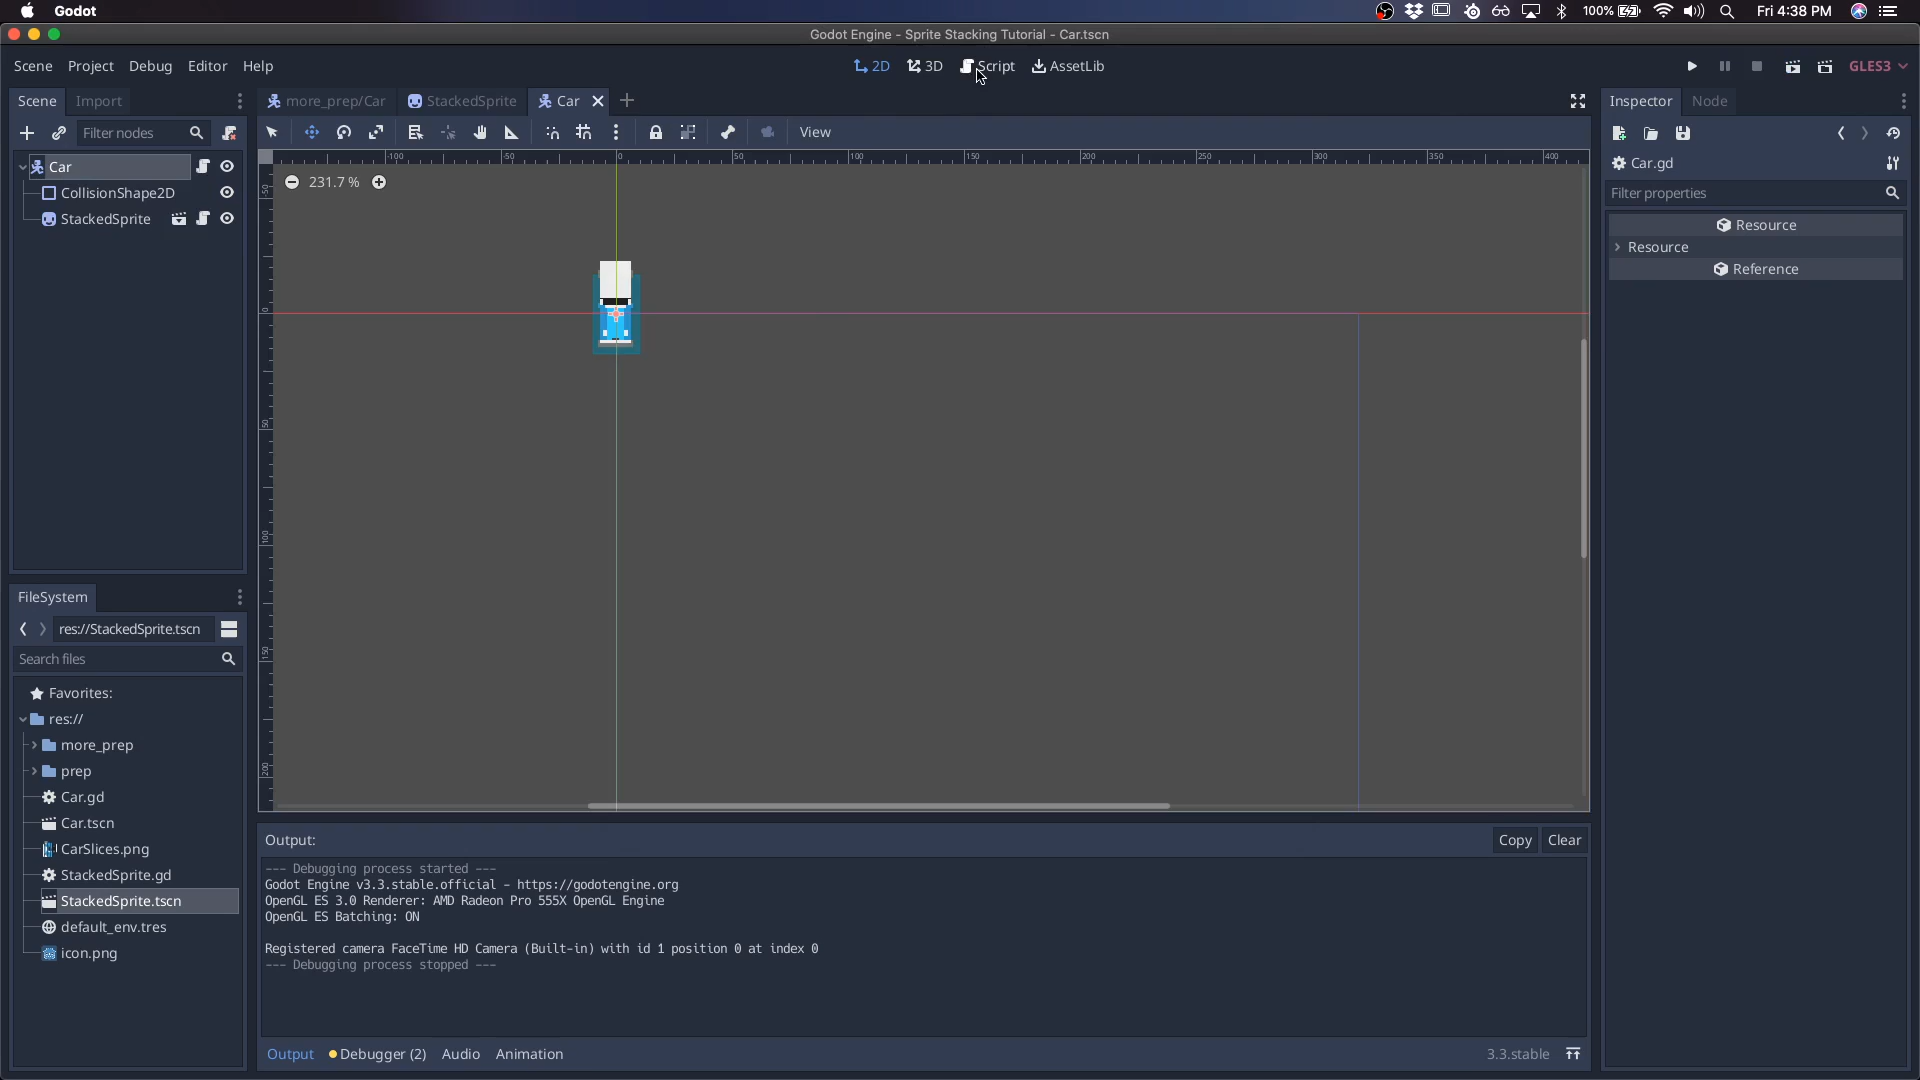 Godot
100%
Fri 4:38 PM
Godot Engine - Sprite Stacking Tutorial - Car.tscn
Scene Project Debug Editor Help
2D 3D Script AssetLib
GLES3
Scene Import
more_prep/Car StackedSprite Car
Inspector Node
Filter nodes
View
Car
CollisionShape2D
StackedSprite
231.7 %
Car.gd
Filter properties
Resource
Resource
Reference
FileSystem
res://StackedSprite.tscn
Search files
Favorites:
res://
more_prep
prep
Car.gd
Car.tscn
CarSlices.png
StackedSprite.gd
StackedSprite.tscn
default_env.tres
icon.png
Output:
Copy Clear
--- Debugging process started ---
Godot Engine v3.3.stable.official - https://godotengine.org
OpenGL ES 3.0 Renderer: AMD Radeon Pro 555X OpenGL Engine
OpenGL ES Batching: ON
Registered camera FaceTime HD Camera (Built-in) with id 1 position 0 at index 0
--- Debugging process stopped ---
Output Debugger (2) Audio Animation
3.3.stable